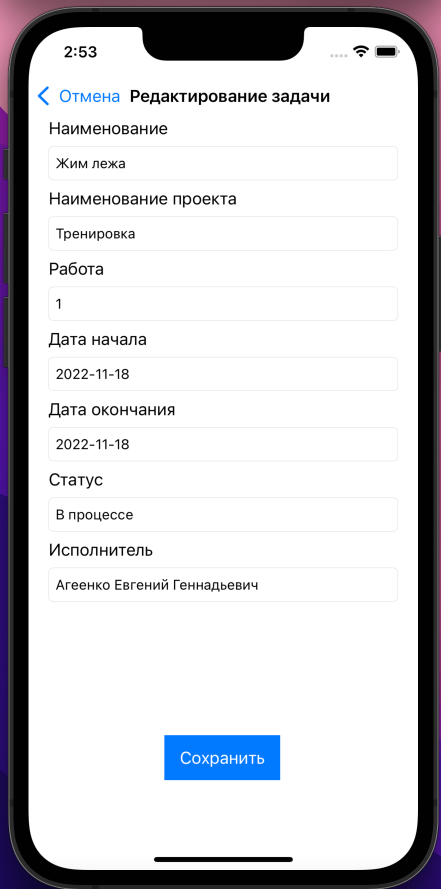 2:53
Отмена Редактирование задачи
Наименование
Жим лежа
Наименование проекта
Тренировка
Работа
1
Дата начала
2022-11-18
Дата окончания
2022-11-18
Статус
В процессе
Исполнитель
Агеенко Евгений Геннадьевич
Сохранить